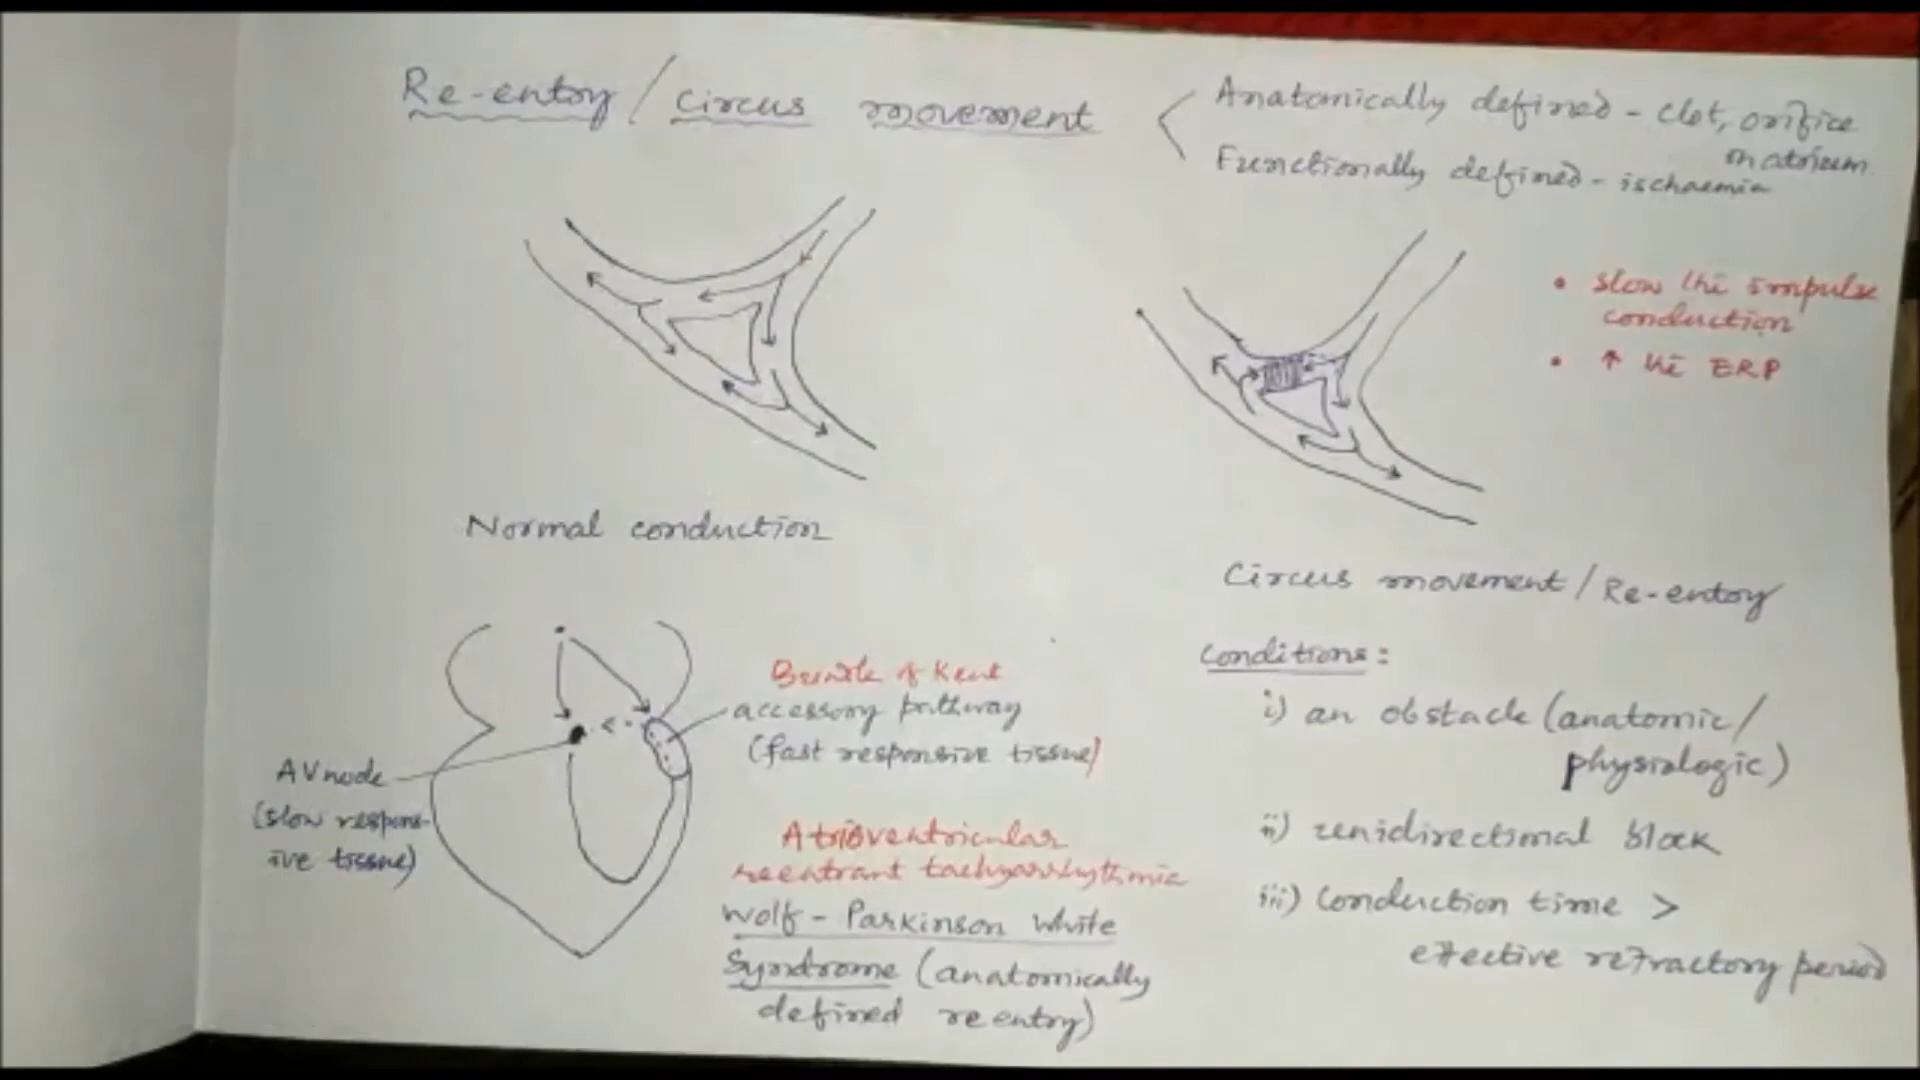 Re-entry / circus movement
Anatomically defined - clot, orifice
in atrium
Functionally defined - ischaemia
• slow the impulse
conduction
• ↑ the ERP
Normal conduction
Circus movement / Re-entry
Conditions:
i) an obstacle (anatomic/
physiologic)
ii) unidirectional block
iii) conduction time >
effective refractory period
Bundle of Kent
accessory pathway
(fast responsive tissue)
AV node
(slow respons-
ive tissue)
Atrioventricular
reentrant tachyarrhythmia
Wolf - Parkinson White
Syndrome (anatomically
defined reentry)